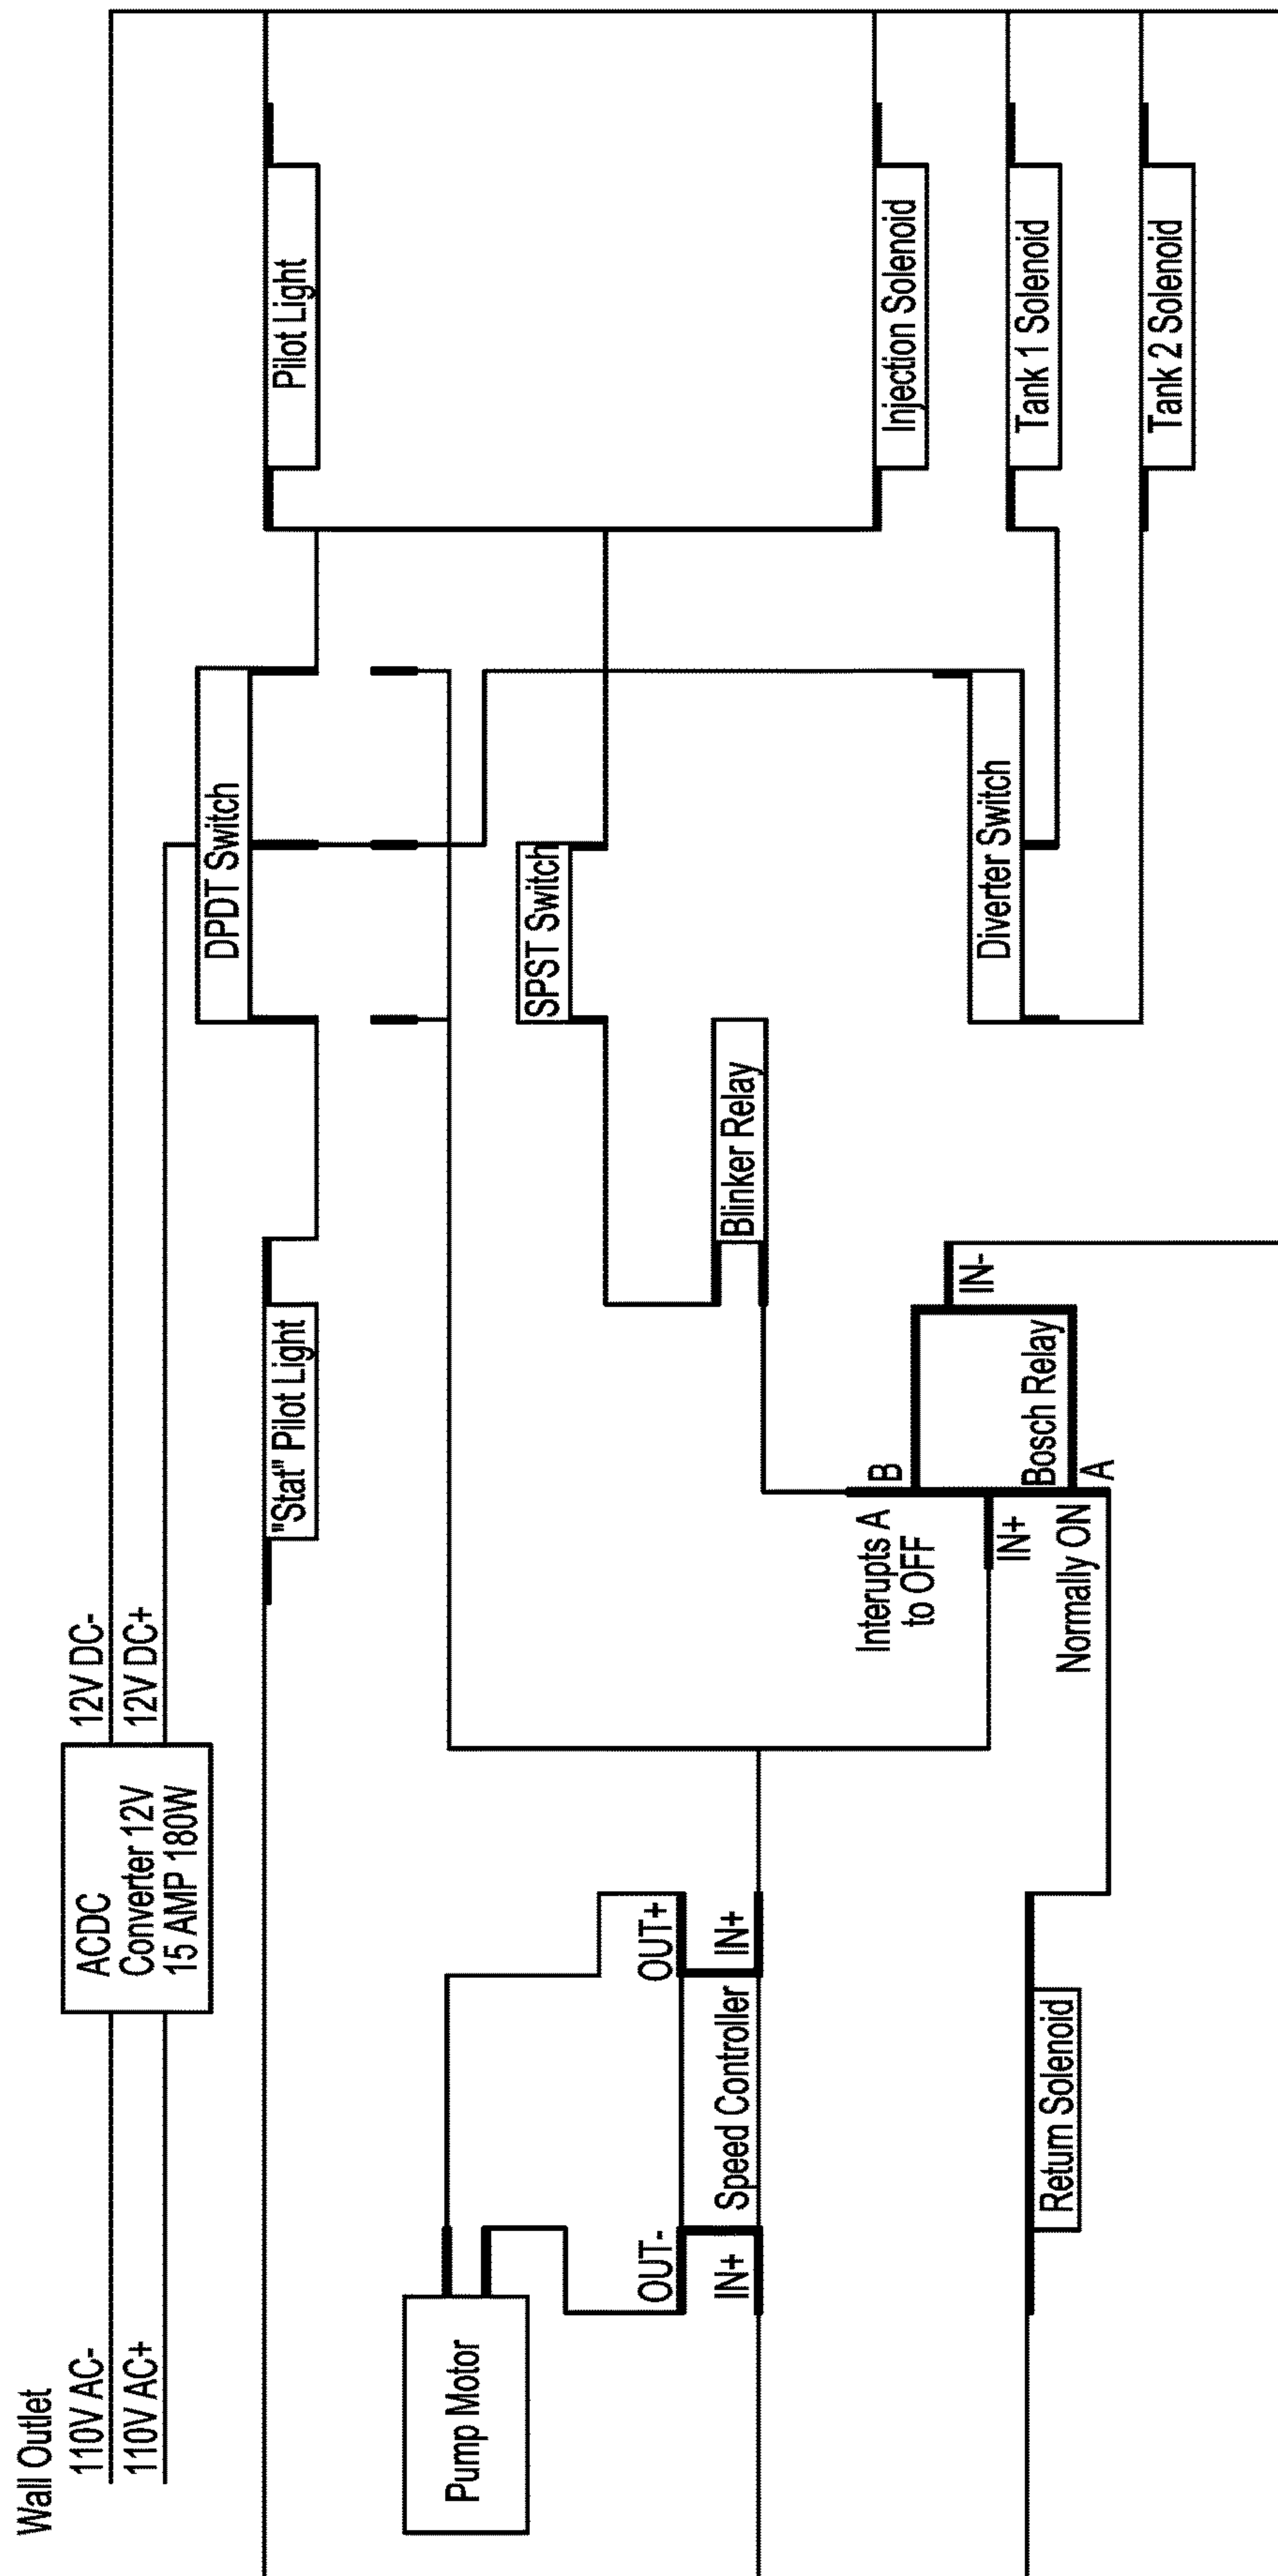 Wall Outlet
110V AC-
110V AC+
ACDC
Converter 12V
15 AMP 180W
12V DC-
12V DC+
"Stat" Pilot Light
DPDT Switch
Pilot Light
Pump Motor
OUT-
OUT+
IN+
Speed Controller
IN+
SPST Switch
Blinker Relay
Interupts A
to OFF
B
IN-
IN+
Bosch Relay
Normally ON
A
Return Solenoid
Diverter Switch
Injection Solenoid
Tank 1 Solenoid
Tank 2 Solenoid